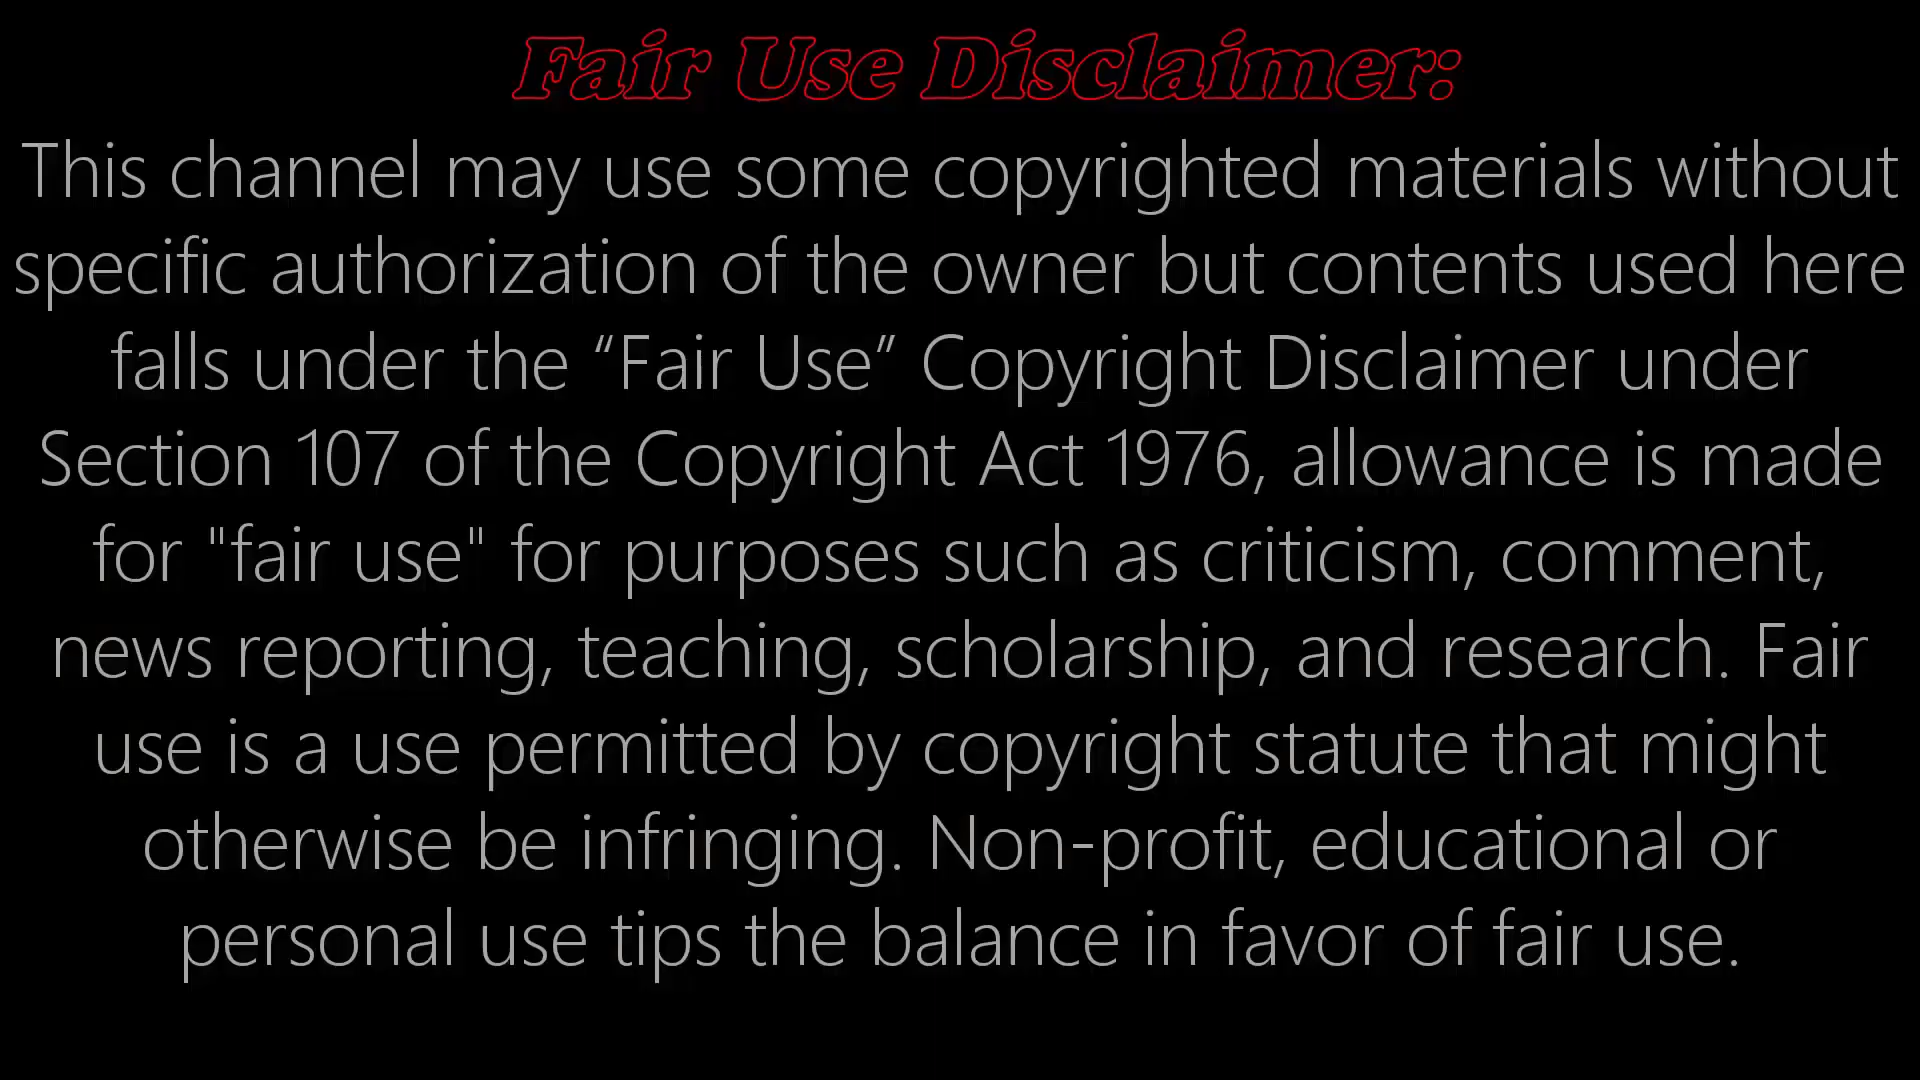 Fair Use Disclaimer:
This channel may use some copyrighted materials without
specific authorization of the owner but contents used here
falls under the “Fair Use” Copyright Disclaimer under
Section 107 of the Copyright Act 1976, allowance is made
for "fair use" for purposes such as criticism, comment,
news reporting, teaching, scholarship, and research. Fair
use is a use permitted by copyright statute that might
otherwise be infringing. Non-profit, educational or
personal use tips the balance in favor of fair use.